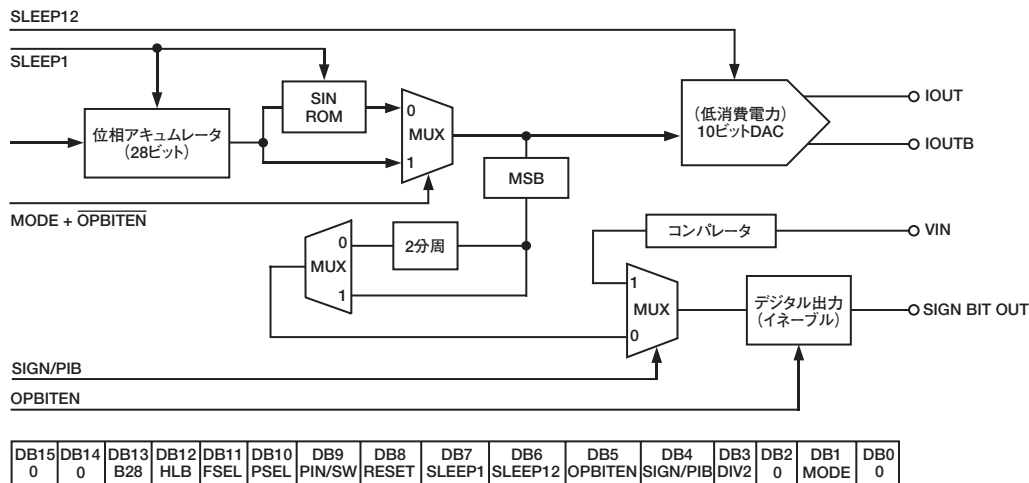 SLEEP12
SLEEP1
SIN
ROM
位相アキュムレータ
(28ビット)
0
MUX
1
(低消費電力)
10ビットDAC
IOUT
IOUTB
MSB
MODE + OPBITEN
0
MUX
1
2分周
コンパレータ
VIN
1
MUX
0
デジタル出力
(イネーブル)
SIGN BIT OUT
SIGN/PIB
OPBITEN
DB15 DB14 DB13 DB12 DB11 DB10 DB9 DB8 DB7 DB6 DB5 DB4 DB3 DB2 DB1 DB0
0 0 B28 HLB FSEL PSEL PIN/SW RESET SLEEP1 SLEEP12 OPBITEN SIGN/PIB DIV2 0 MODE 0